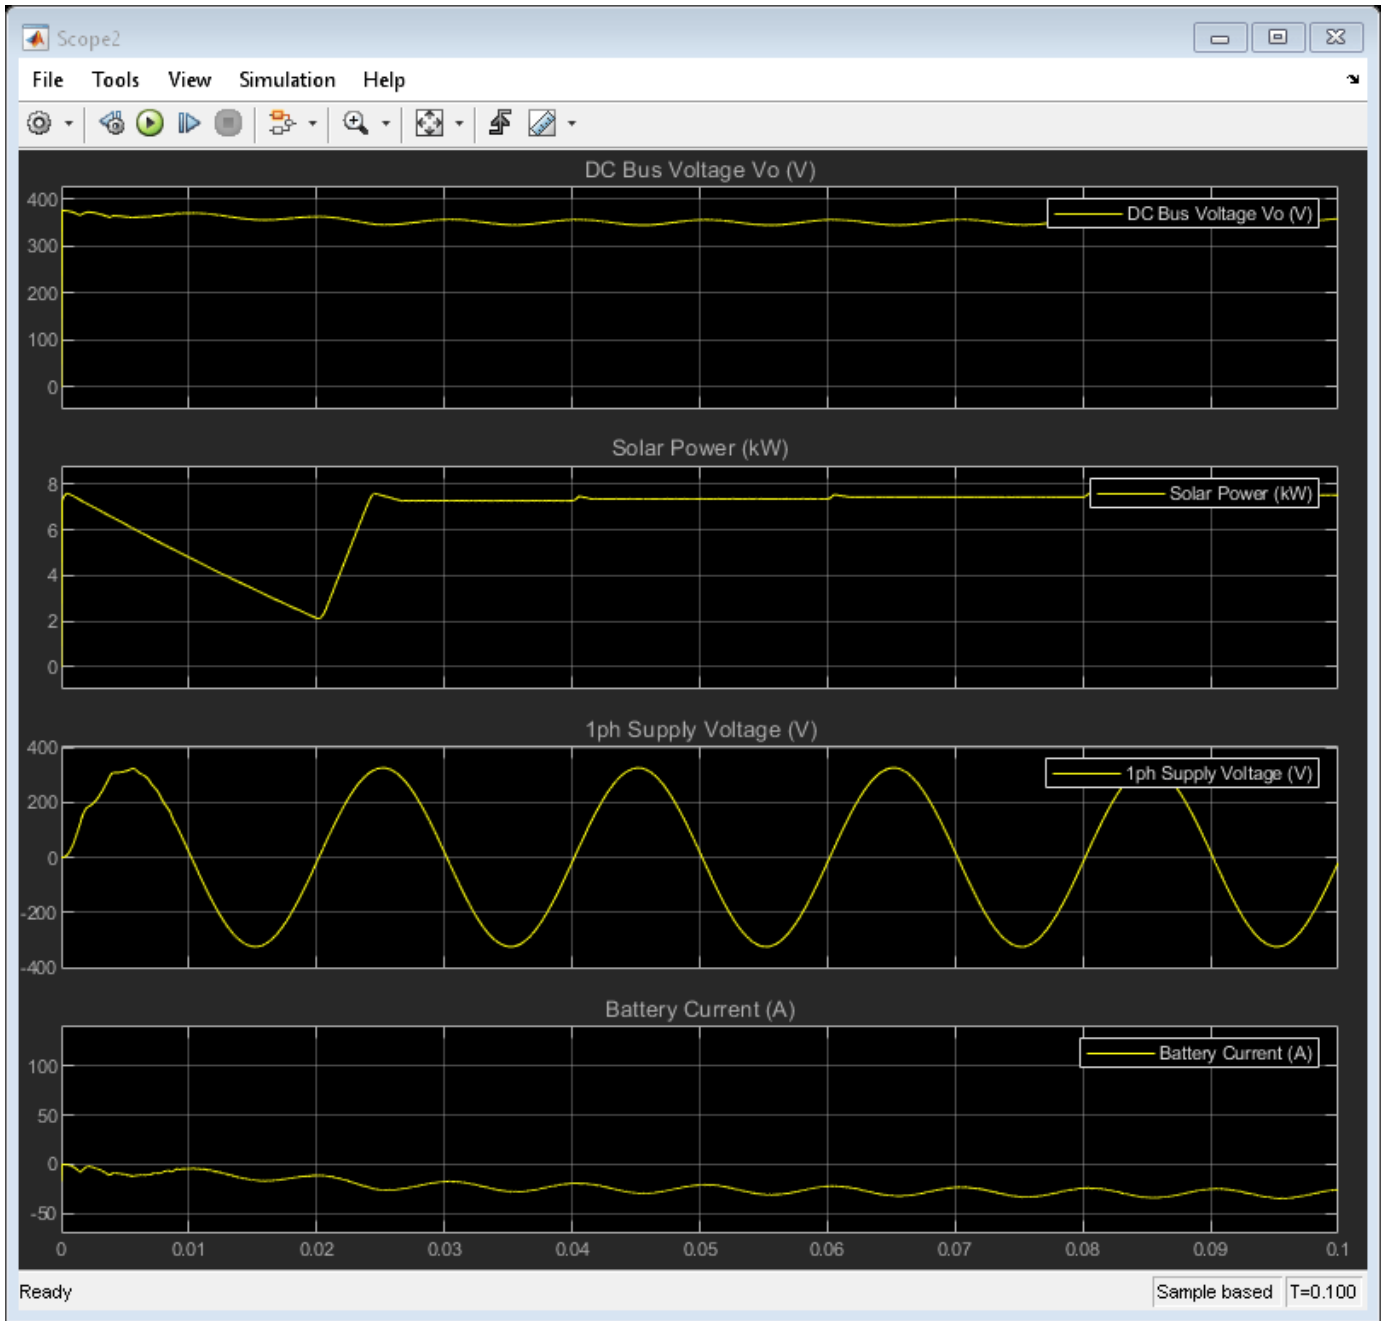 Scope2
File Tools View Simulation Help
DC Bus Voltage Vo (V)
400
300
200
100
0
DC Bus Voltage Vo (V)
Solar Power (kW)
8
6
4
2
0
Solar Power (kW)
1ph Supply Voltage (V)
400
200
0
-200
-400
1ph Supply Voltage (V)
Battery Current (A)
100
50
0
-50
Battery Current (A)
0 0.01 0.02 0.03 0.04 0.05 0.06 0.07 0.08 0.09 0.1
Ready Sample based T=0.100